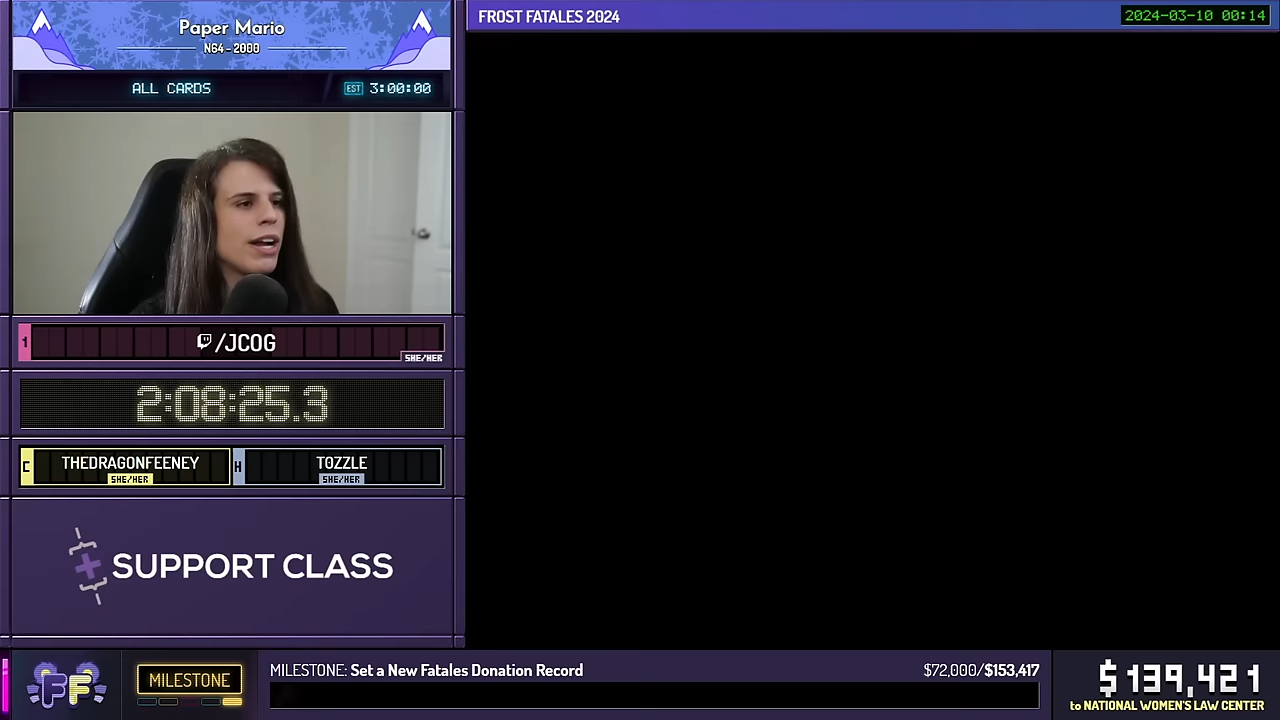 Paper Mario
N64 - 2000
ALL CARDS
EST 3:00:00
FROST FATALES 2024
2024-03-10 00:14
1
/JCOG
SHE/HER
2:08:25.3
C
THEDRAGONFEENEY
SHE/HER
H
TOZZLE
SHE/HER
SUPPORT CLASS
FF
MILESTONE
MILESTONE: Set a New Fatales Donation Record
$72,000/$153,417
$139,421
to NATIONAL WOMEN'S LAW CENTER